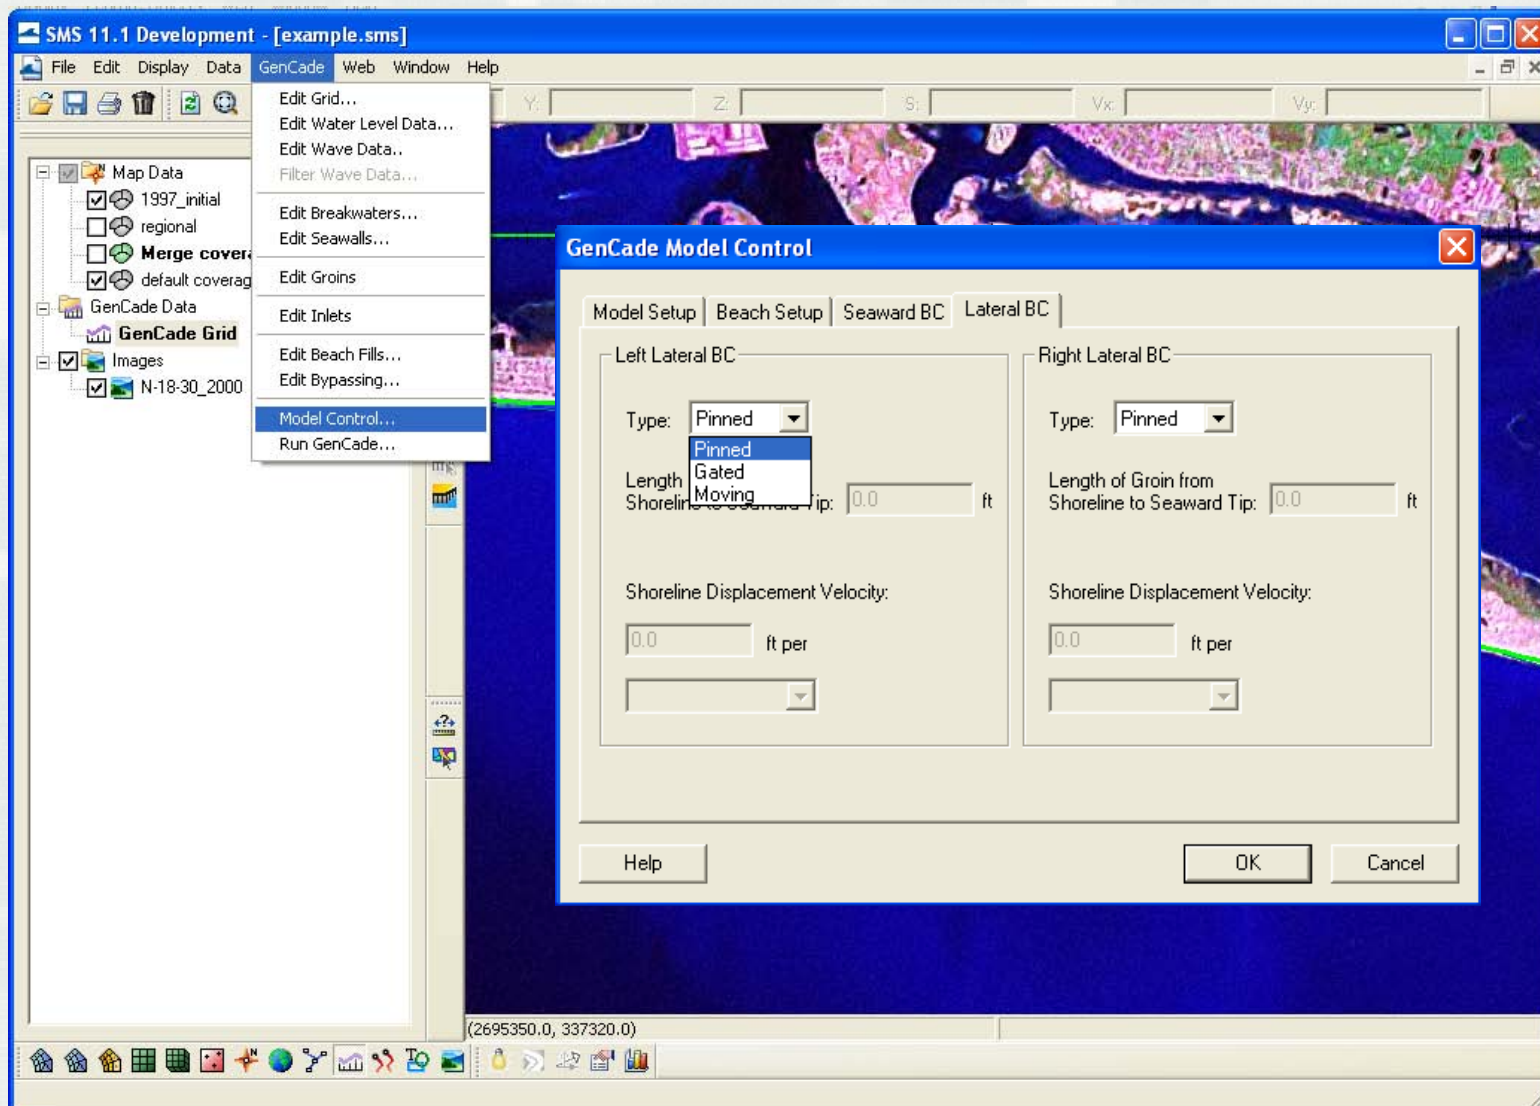 SMS 11.1 Development - [example.sms]
File Edit Display Data GenCade Web Window Help
Y: Z: S: Vx: Vy:
Edit Grid...
Edit Water Level Data...
Edit Wave Data..
Filter Wave Data...
Edit Breakwaters...
Edit Seawalls...
Edit Groins
Edit Inlets
Edit Beach Fills...
Edit Bypassing...
Model Control...
Run GenCade...
Map Data
1997_initial
regional
Merge
default
GenCade Data
GenCade Grid
Images
N-18-30_2000
GenCade Model Control
Model Setup Beach Setup Seaward BC Lateral BC
Left Lateral BC
Type: Pinned
Pinned
Gated
Moving
Length
0.0 ft
Shoreline Displacement Velocity:
0.0 ft per
Right Lateral BC
Type: Pinned
Length of Groin from
Shoreline to Seaward Tip: 0.0 ft
Shoreline Displacement Velocity:
0.0 ft per
Help OK Cancel
(2695350.0, 337320.0)